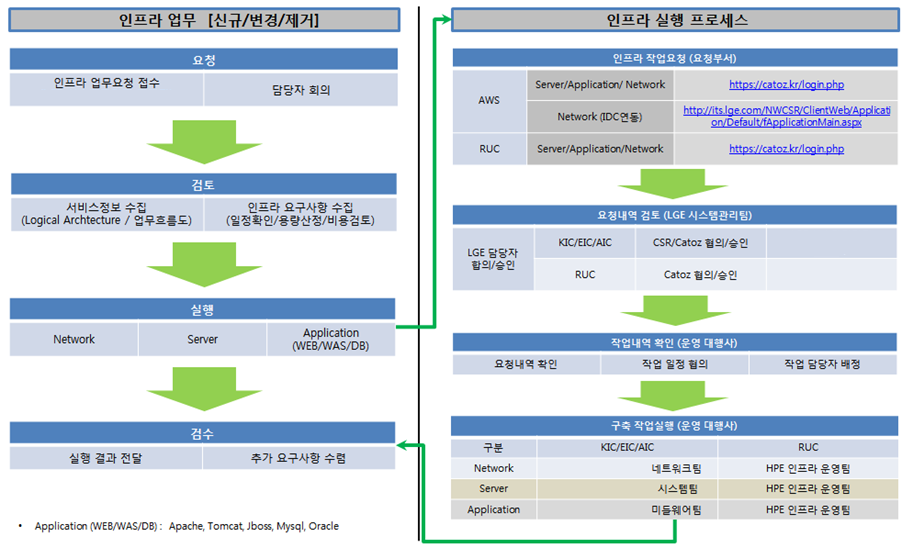 인프라 업무 [신규/변경/제거]
요청
인프라 업무요청 접수
담당자 회의
검토
서비스정보 수집
(Logical Archtecture / 업무흐름도)
인프라 요구사항 수집
(일정확인/용량산정/비용검토)
실행
Network
Server
Application
(WEB/WAS/DB)
검수
실행 결과 전달
추가 요구사항 수렴
• Application (WEB/WAS/DB) : Apache, Tomcat, Jboss, Mysql, Oracle
인프라 실행 프로세스
인프라 작업요청 (요청부서)
AWS
Server/Application/ Network
https://catoz.kr/login.php
Network (IDC연동)
http://its.lge.com/NWCSR/ClientWeb/Applicati
on/Default/fApplicationMain.aspx
RUC
Server/Application/Network
https://catoz.kr/login.php
요청내역 검토 (LGE 시스템관리팀)
LGE 담당자
합의/승인
KIC/EIC/AIC
CSR/Catoz 협의/승인
RUC
Catoz 협의/승인
작업내역 확인 (운영 대행사)
요청내역 확인
작업 일정 협의
작업 담당자 배정
구축 작업실행 (운영 대행사)
구분
KIC/EIC/AIC
RUC
Network
네트워크팀
HPE 인프라 운영팀
Server
시스템팀
HPE 인프라 운영팀
Application
미들웨어팀
HPE 인프라 운영팀